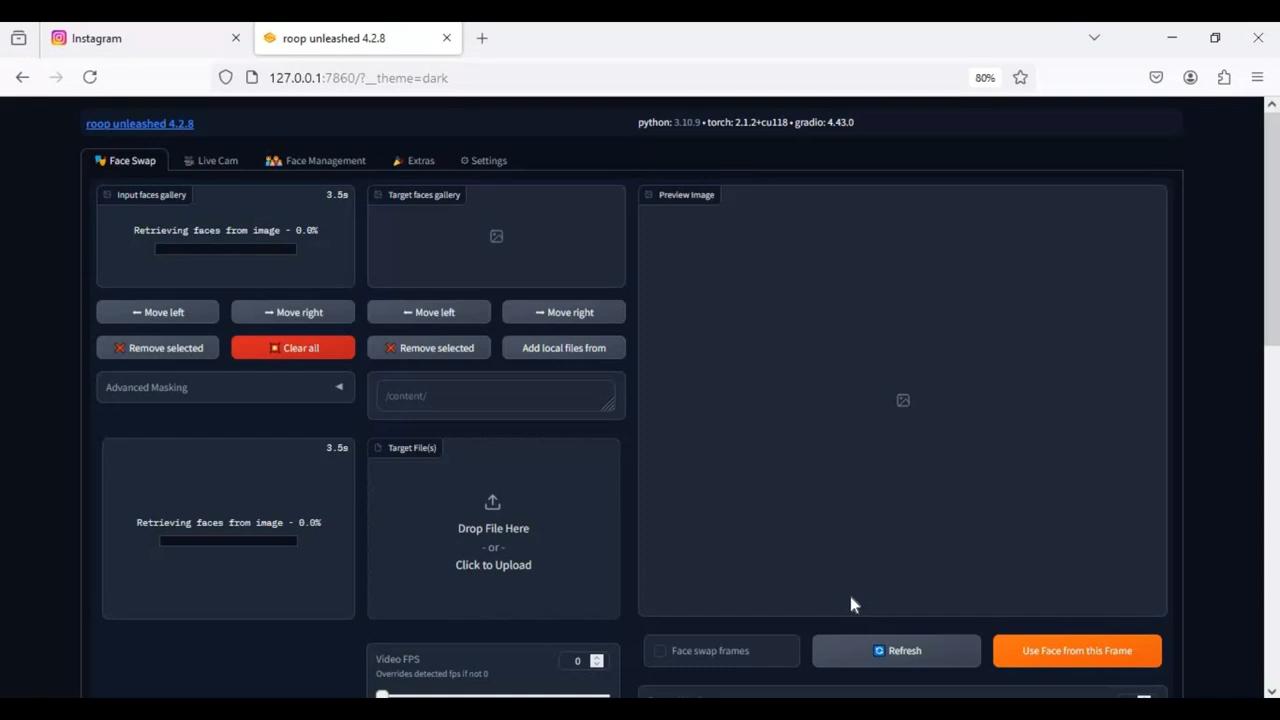 Instagram
roop unleashed 4.2.8
127.0.0.1:7860/?__theme=dark
80%
roop unleashed 4.2.8
python: 3.10.9 • torch: 2.1.2+cu118 • gradio: 4.43.0
Face Swap
Live Cam
Face Management
Extras
Settings
Input faces gallery
3.5s
Target faces gallery
Preview Image
Retrieving faces from image - 0.0%
Move left
Move right
Move left
Move right
Remove selected
Clear all
Remove selected
Add local files from
Advanced Masking
/content/
3.5s
Target File(s)
Retrieving faces from image - 0.0%
Drop File Here
- or -
Click to Upload
Video FPS
Overrides detected fps if not 0
0
Face swap frames
Refresh
Use Face from this Frame